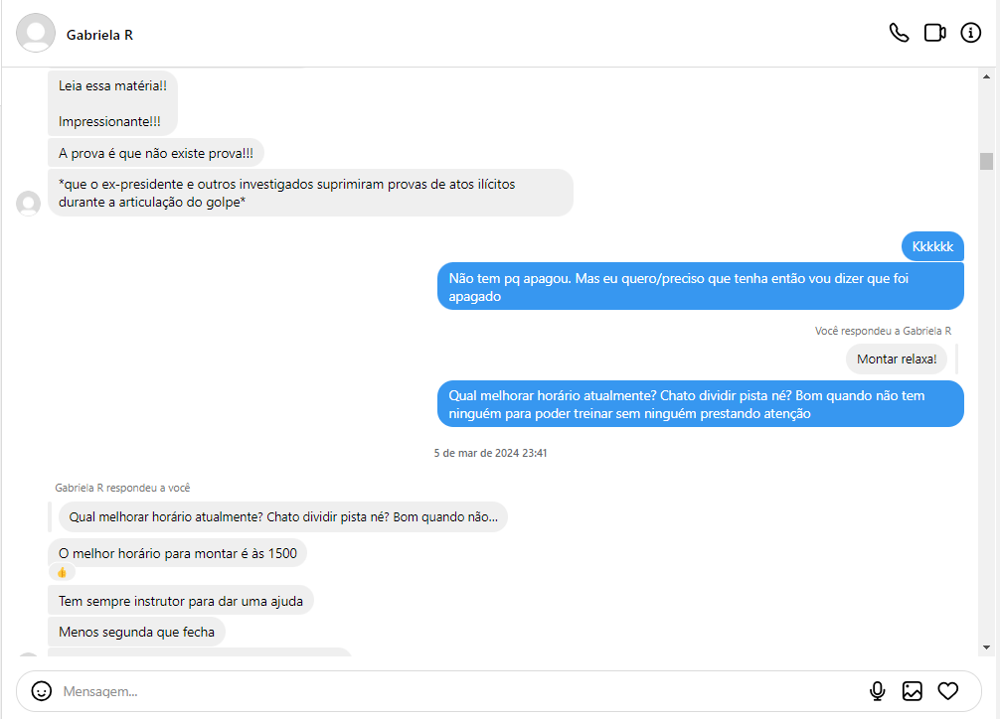 Gabriela R
Leia essa matéria!!
Impressionante!!!
A prova é que não existe prova!!!
*que o ex-presidente e outros investigados suprimiram provas de atos ilícitos
durante a articulação do golpe*
Kkkkkk
Não tem pq apagou. Mas eu quero/preciso que tenha então vou dizer que foi
apagado
Você respondeu a Gabriela R
Montar relaxa!
Qual melhorar horário atualmente? Chato dividir pista né? Bom quando não tem
ninguém para poder treinar sem ninguém prestando atenção
5 de mar de 2024 23:41
Gabriela R respondeu a você
Qual melhorar horário atualmente? Chato dividir pista né? Bom quando não...
O melhor horário para montar é às 1500
Tem sempre instrutor para dar uma ajuda
Menos segunda que fecha
Mensagem...